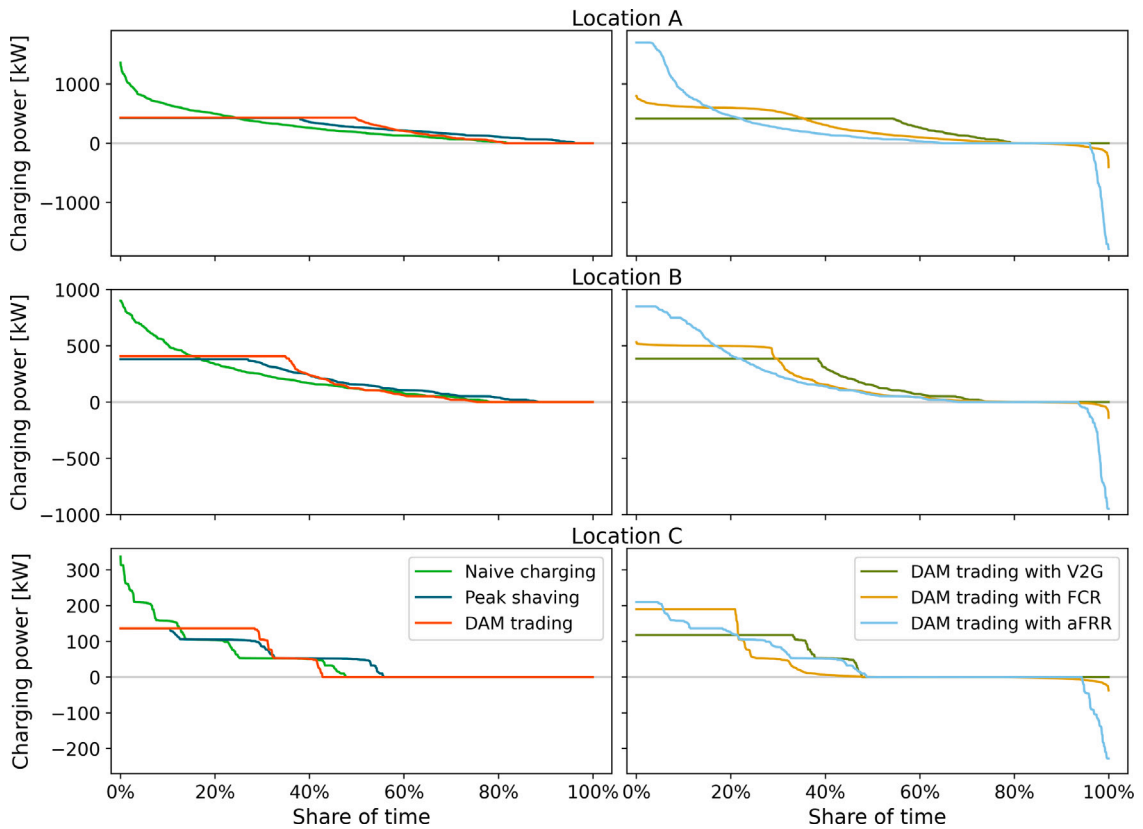 Location A
Charging power [kW]
1000
0
−1000
Location B
Charging power [kW]
1000
500
0
−500
−1000
Location C
Charging power [kW]
300
200
100
0
−100
−200
Naive charging
Peak shaving
DAM trading
DAM trading with V2G
DAM trading with FCR
DAM trading with aFRR
0% 20% 40% 60% 80% 100% 0% 20% 40% 60% 80% 100%
Share of time Share of time